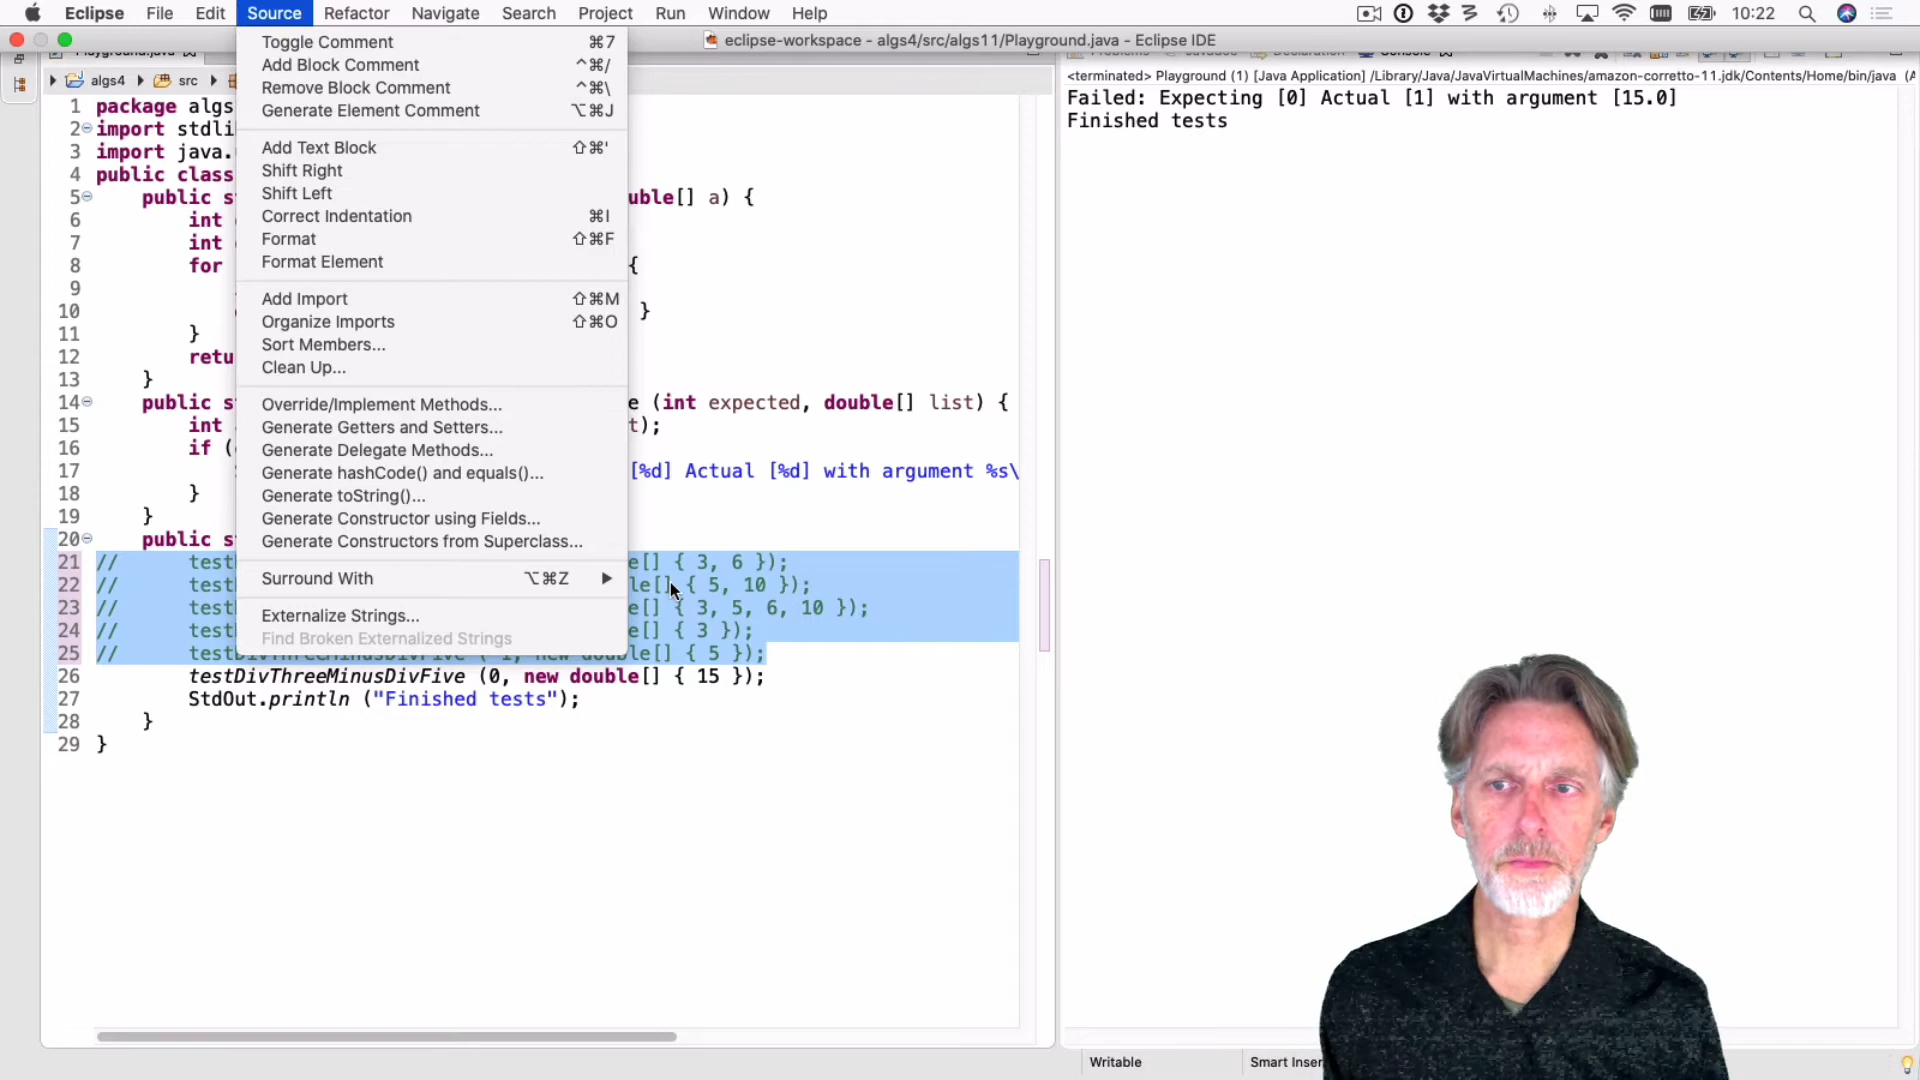 Eclipse File Edit Source Refactor Navigate Search Project Run Window Help 10:22
eclipse-workspace - algs4/src/algs11/Playground.java - Eclipse IDE
Playground.java
algs4 src
Toggle Comment ⌘7
Add Block Comment ^⌘/
Remove Block Comment ^⌘\
Generate Element Comment ⌥⌘J
Add Text Block ⇧⌘'
Shift Right
Shift Left
Correct Indentation ⌘I
Format ⇧⌘F
Format Element
Add Import ⇧⌘M
Organize Imports ⇧⌘O
Sort Members...
Clean Up...
Override/Implement Methods...
Generate Getters and Setters...
Generate Delegate Methods...
Generate hashCode() and equals()...
Generate toString()...
Generate Constructor using Fields...
Generate Constructors from Superclass...
Surround With ⌥⌘Z
Externalize Strings...
Find Broken Externalized Strings
1 package algs
2 import stdli
3 import java.
4 public class
5 public s uble[] a) {
6 int
7 int
8 for {
9
10 }
11 }
12 retu
13 }
14 public s e (int expected, double[] list) {
15 int t);
16 if (
17 [%d] Actual [%d] with argument %s\
18 }
19 }
20 public s
21 // test e[] { 3, 6 });
22 // test le[] { 5, 10 });
23 // test e[] { 3, 5, 6, 10 });
24 // test e[] { 3 });
25 // testDivThreeMinusDivFive (-1, new double[] { 5 });
26 testDivThreeMinusDivFive (0, new double[] { 15 });
27 StdOut.println ("Finished tests");
28 }
29 }
Problems Javadoc Declaration Console
<terminated> Playground (1) [Java Application] /Library/Java/JavaVirtualMachines/amazon-corretto-11.jdk/Contents/Home/bin/java (A
Failed: Expecting [0] Actual [1] with argument [15.0]
Finished tests
Writable Smart Inser